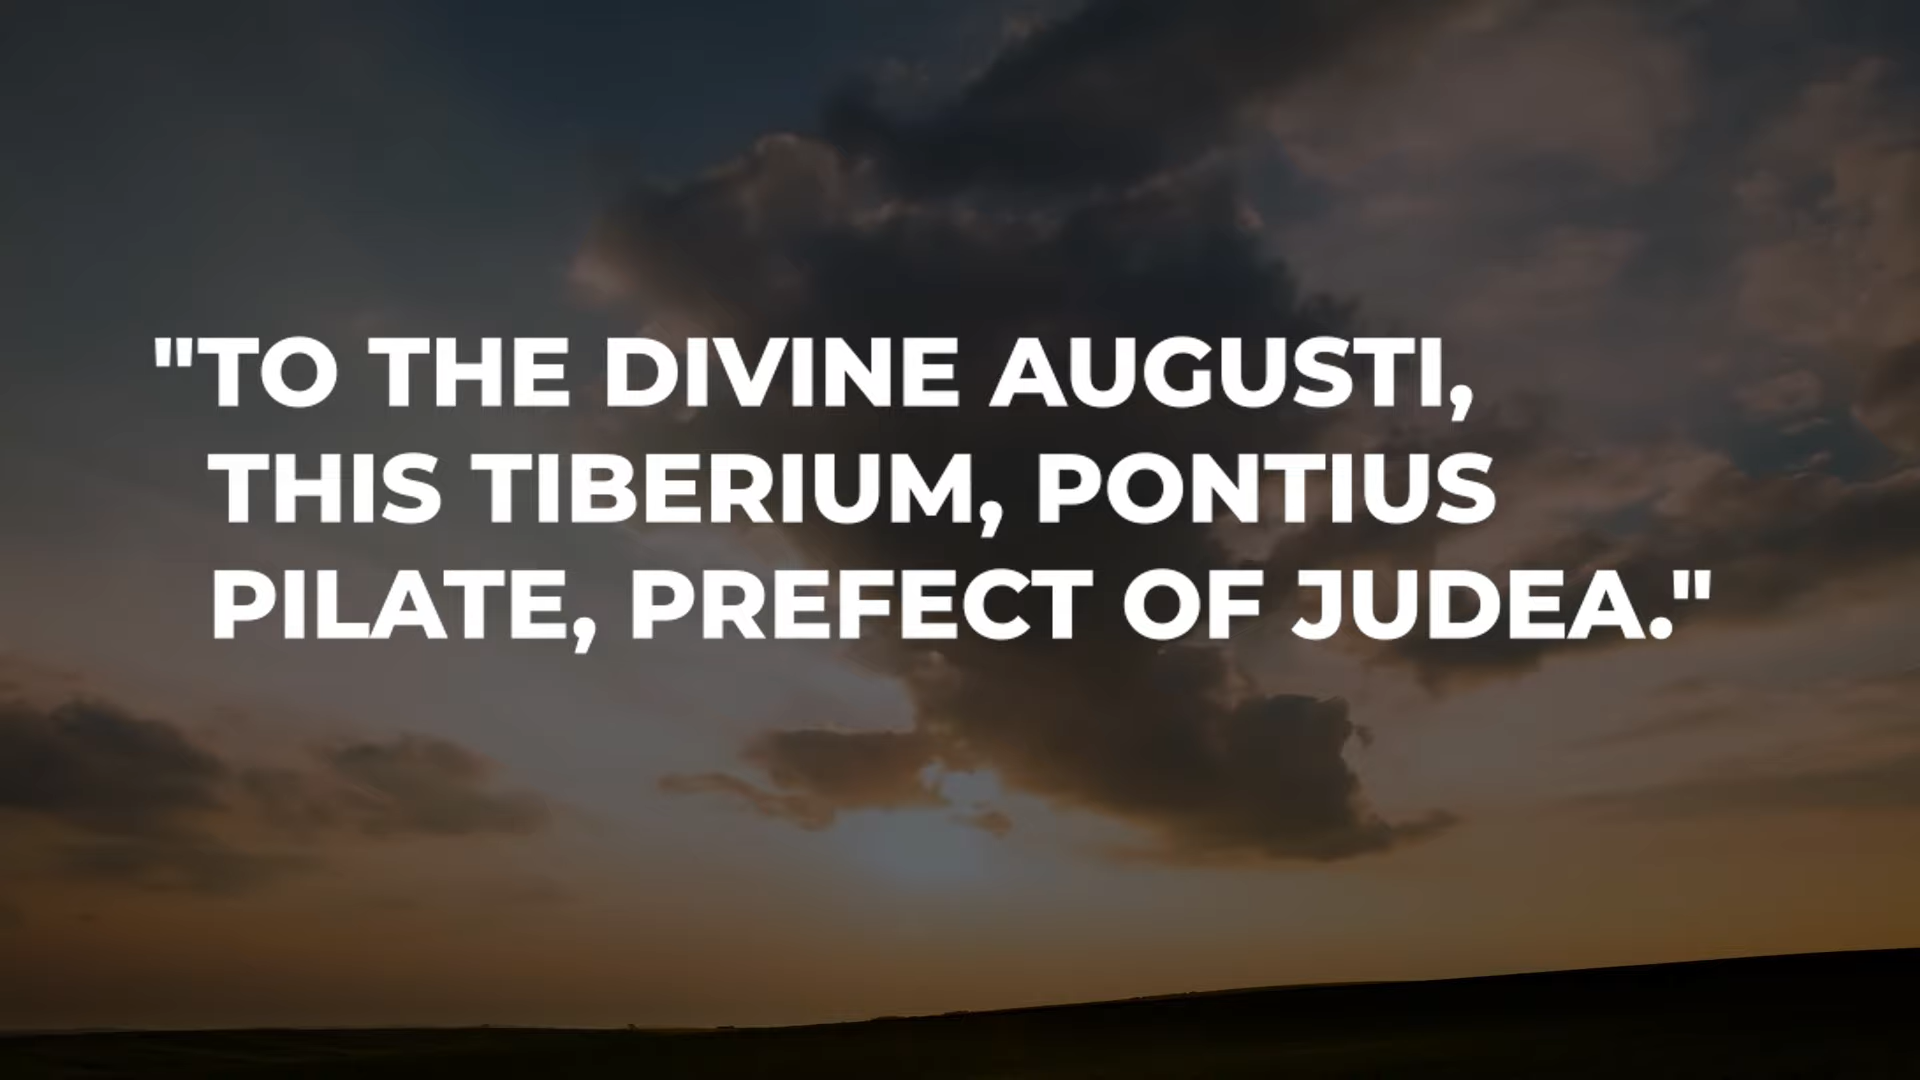 "TO THE DIVINE AUGUSTI,
THIS TIBERIUM, PONTIUS
PILATE, PREFECT OF JUDEA."